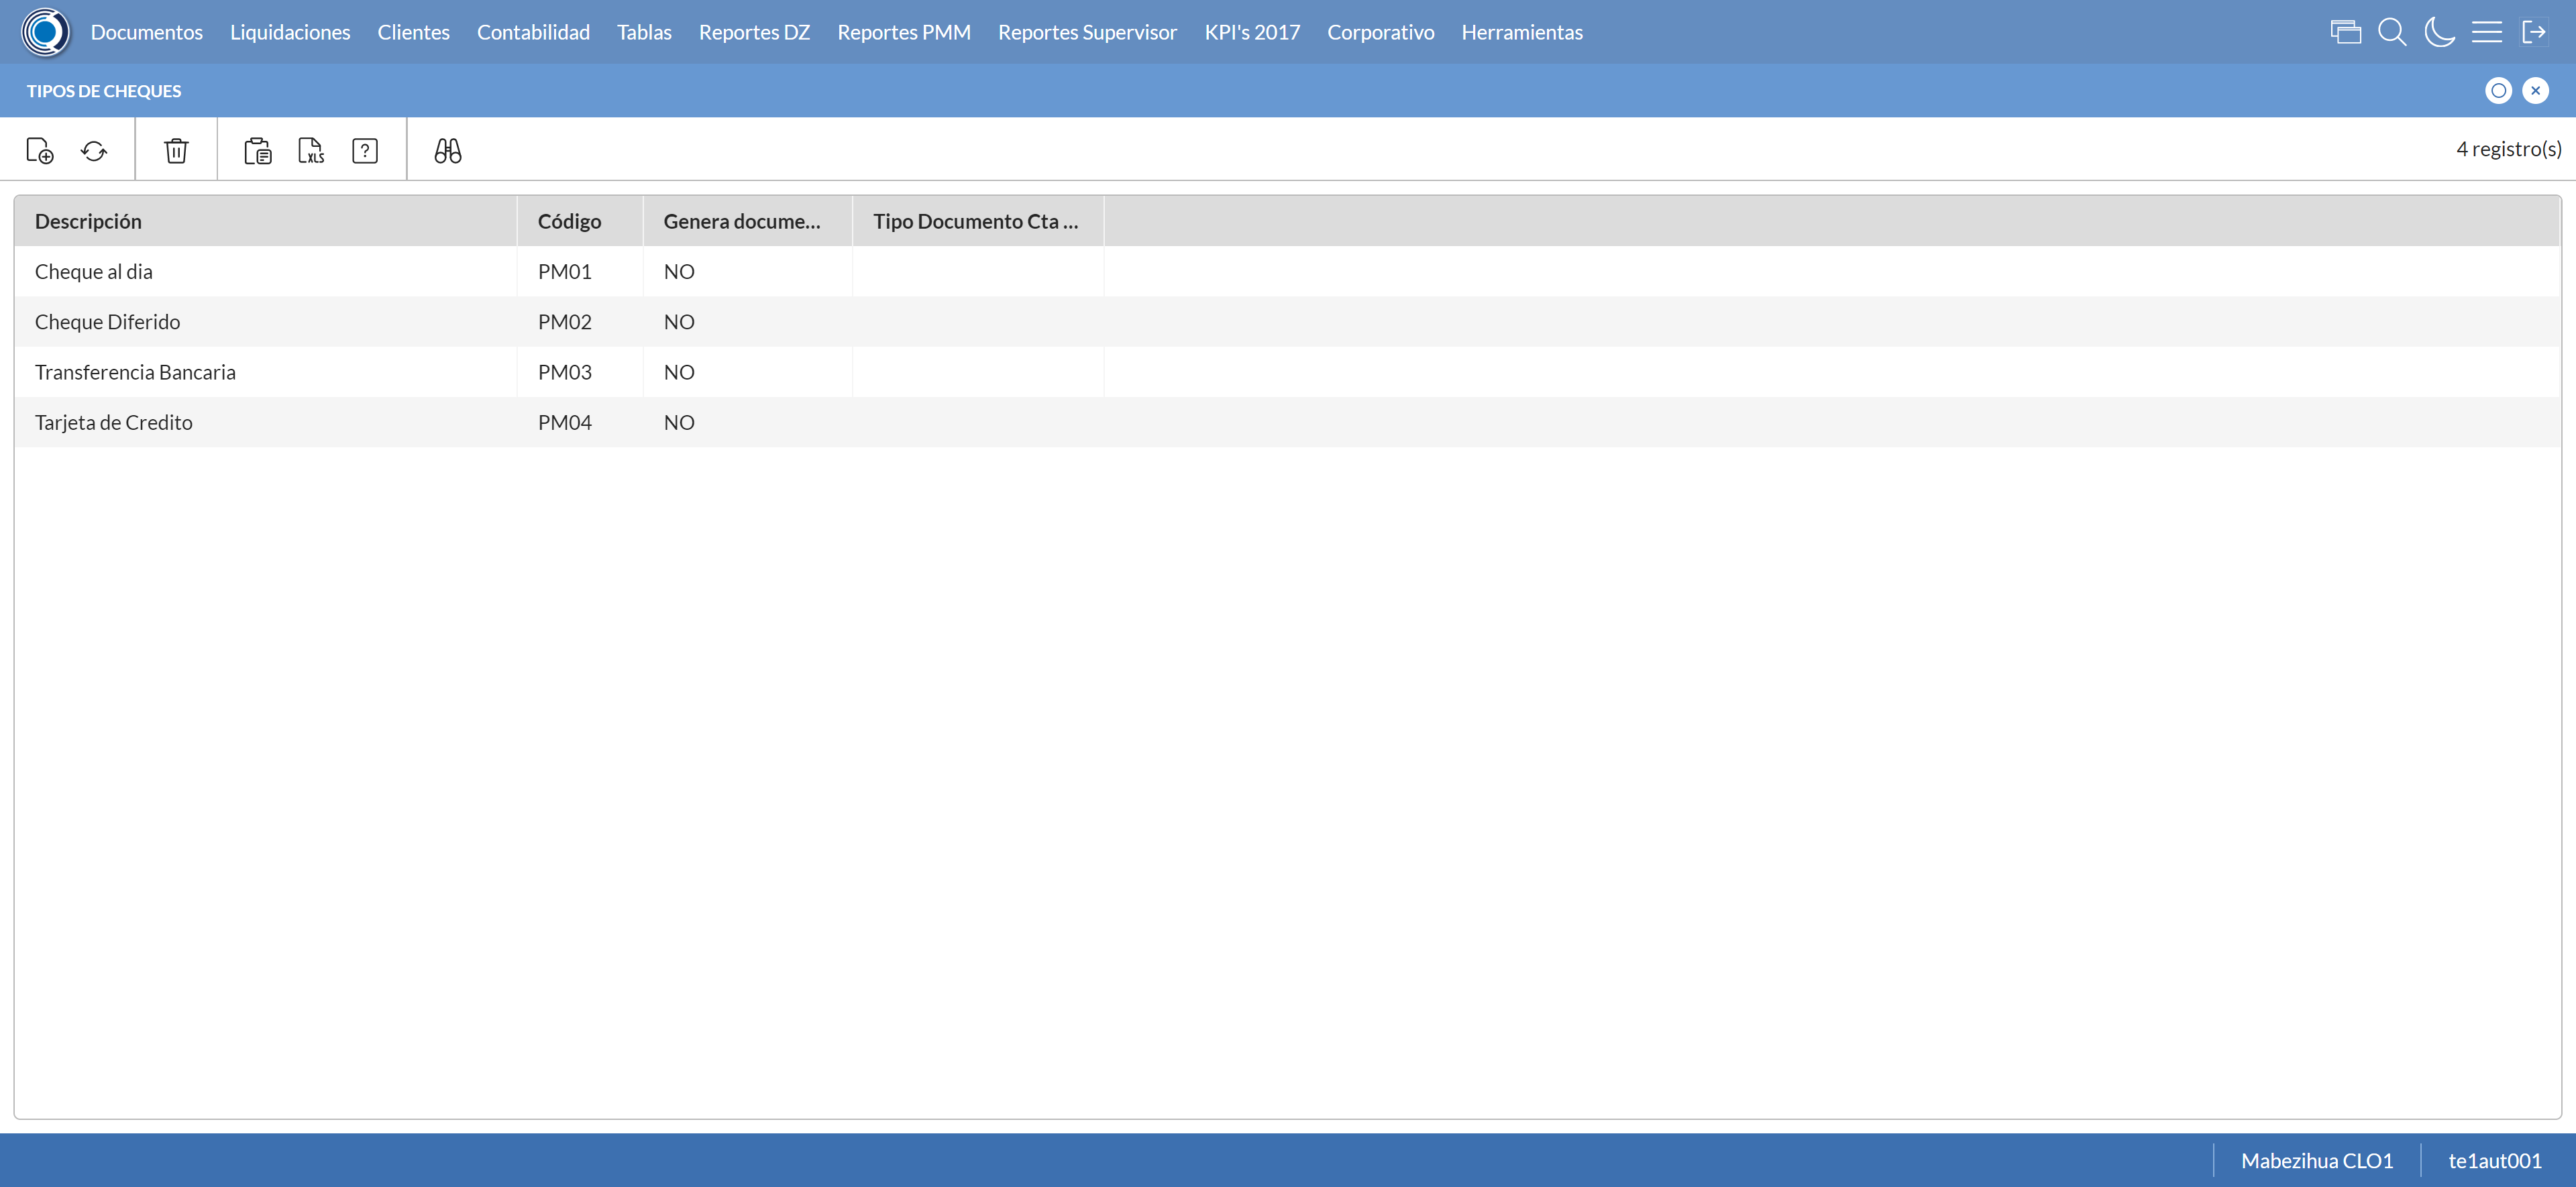 Documentos Liquidaciones Clientes Contabilidad Tablas Reportes DZ Reportes PMM Reportes Supervisor KPI's 2017 Corporativo Herramientas
TIPOS DE CHEQUES
XLS ? 4 registro(s)
Descripción Código Genera docume... Tipo Documento Cta ...
Cheque al dia PM01 NO
Cheque Diferido PM02 NO
Transferencia Bancaria PM03 NO
Tarjeta de Credito PM04 NO
Mabezihua CLO1 te1aut001